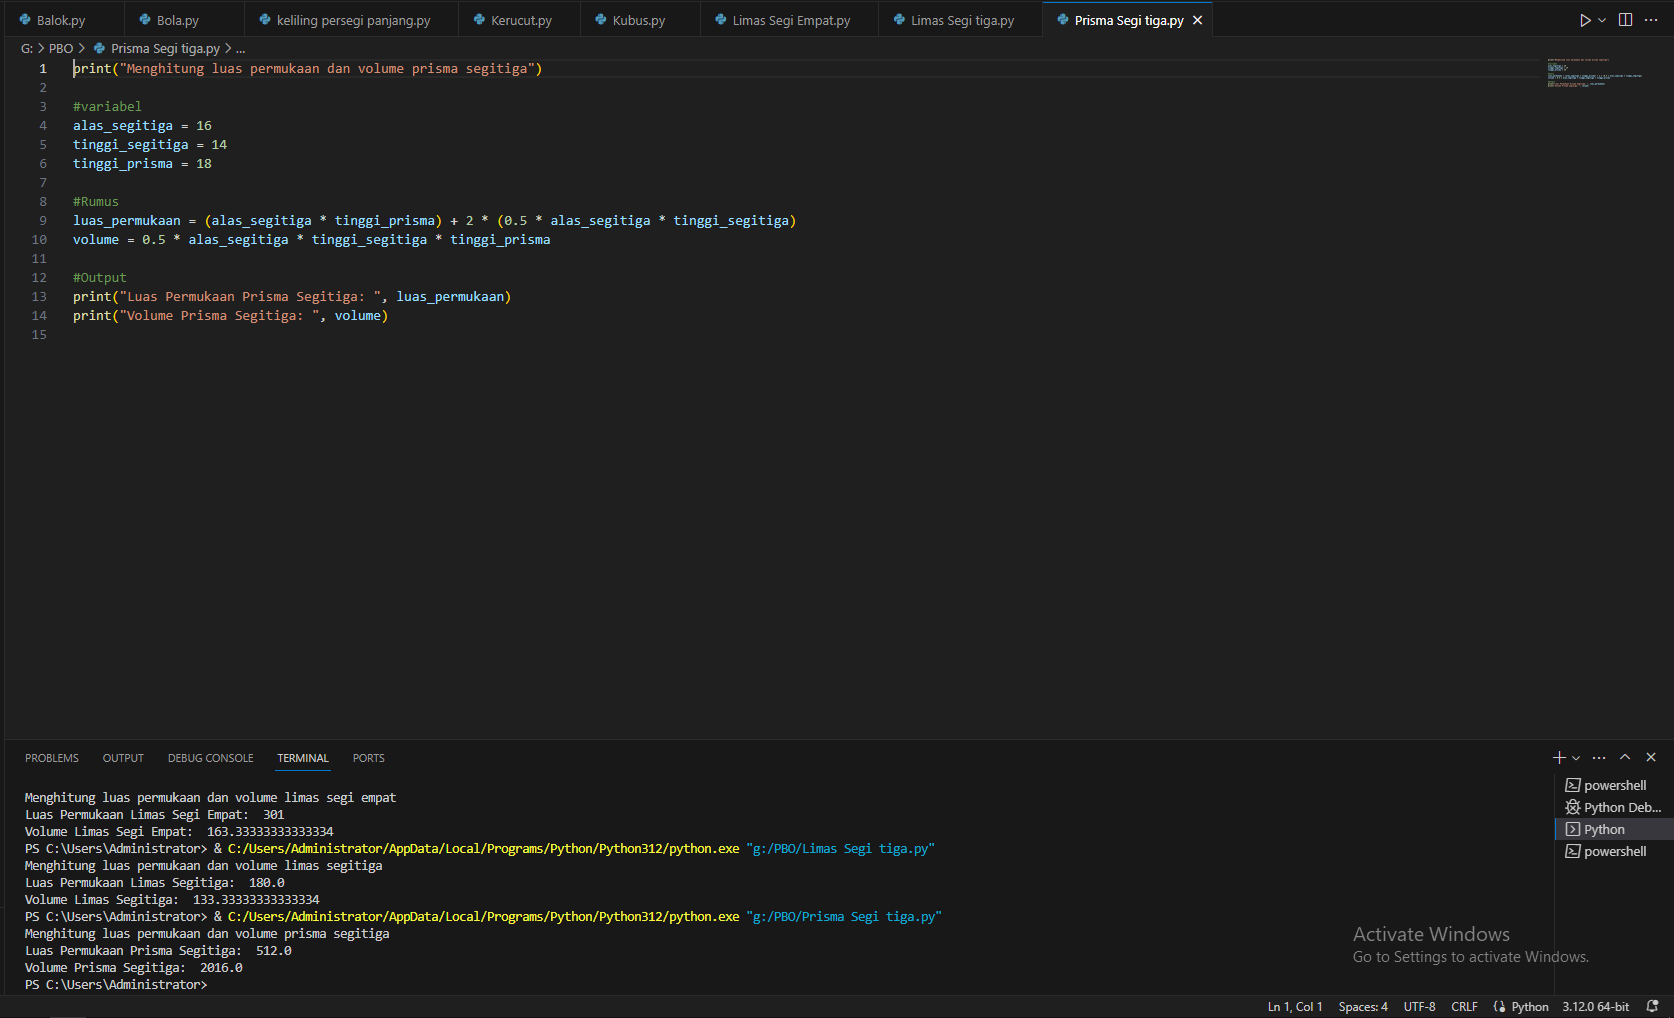 Balok.py Bola.py keliling persegi panjang.py Kerucut.py Kubus.py Limas Segi Empat.py Limas Segi tiga.py Prisma Segi tiga.py
G: > PBO > Prisma Segi tiga.py > ...
1 print("Menghitung luas permukaan dan volume prisma segitiga")
2
3 #variabel
4 alas_segitiga = 16
5 tinggi_segitiga = 14
6 tinggi_prisma = 18
7
8 #Rumus
9 luas_permukaan = (alas_segitiga * tinggi_prisma) + 2 * (0.5 * alas_segitiga * tinggi_segitiga)
10 volume = 0.5 * alas_segitiga * tinggi_segitiga * tinggi_prisma
11
12 #Output
13 print("Luas Permukaan Prisma Segitiga: ", luas_permukaan)
14 print("Volume Prisma Segitiga: ", volume)
15
PROBLEMS OUTPUT DEBUG CONSOLE TERMINAL PORTS
Menghitung luas permukaan dan volume limas segi empat
Luas Permukaan Limas Segi Empat:  301
Volume Limas Segi Empat:  163.33333333333334
PS C:\Users\Administrator> & C:/Users/Administrator/AppData/Local/Programs/Python/Python312/python.exe "g:/PBO/Limas Segi tiga.py"
Menghitung luas permukaan dan volume limas segitiga
Luas Permukaan Limas Segitiga:  180.0
Volume Limas Segitiga:  133.33333333333334
PS C:\Users\Administrator> & C:/Users/Administrator/AppData/Local/Programs/Python/Python312/python.exe "g:/PBO/Prisma Segi tiga.py"
Menghitung luas permukaan dan volume prisma segitiga
Luas Permukaan Prisma Segitiga:  512.0
Volume Prisma Segitiga:  2016.0
PS C:\Users\Administrator>
powershell
Python Deb...
Python
powershell
Activate Windows
Go to Settings to activate Windows.
Ln 1, Col 1 Spaces: 4 UTF-8 CRLF Python 3.12.0 64-bit